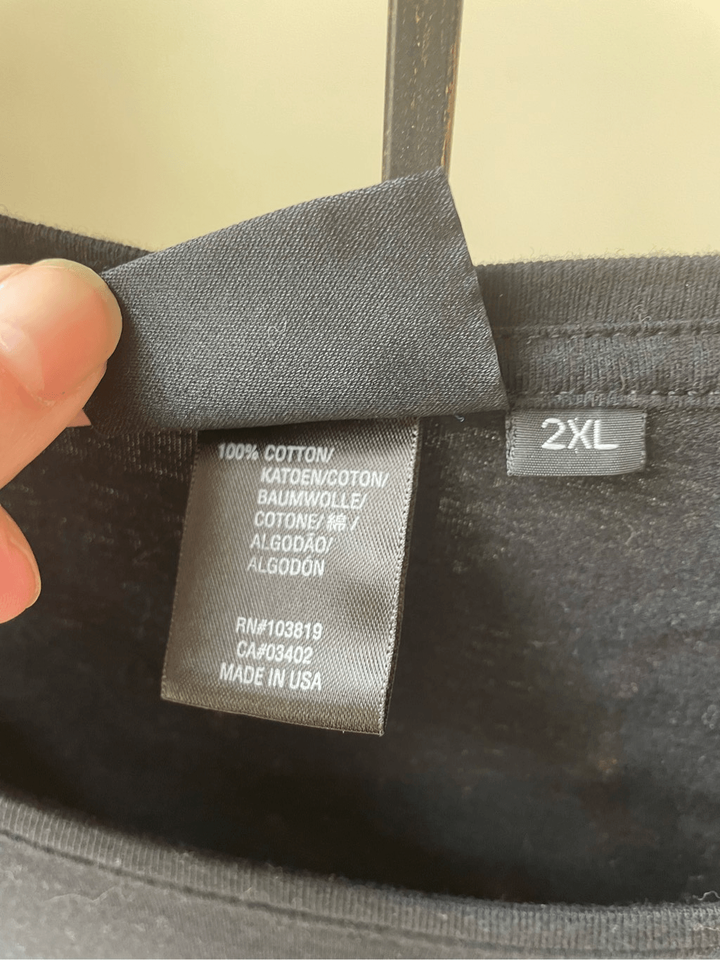 100% COTTON/
KATOEN/COTON/
BAUMWOLLE/
COTONE/ 綿 /
ALGODÃO/
ALGODÓN
RN#103819
CA#03402
MADE IN USA
2XL